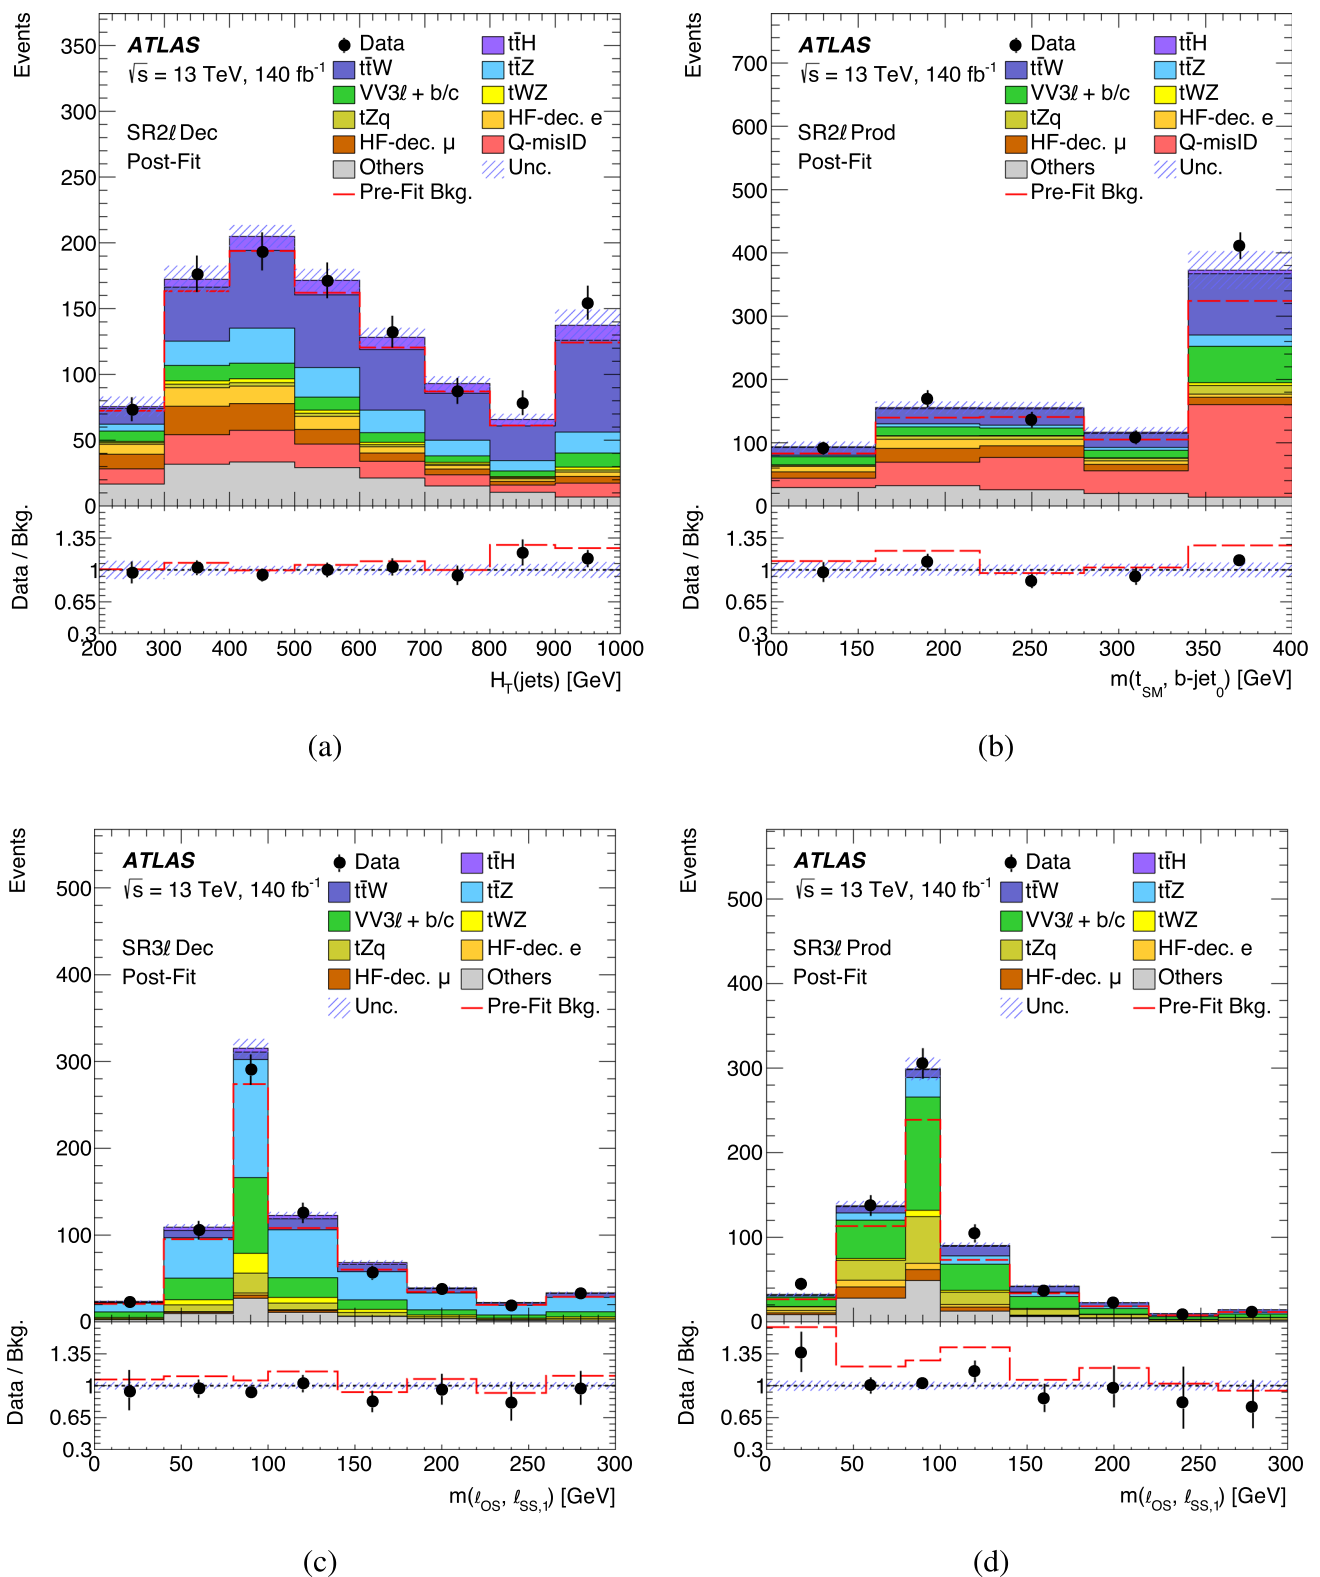 Events
350
300
250
200
150
100
50
0
ATLAS
√s = 13 TeV, 140 fb⁻¹
SR2ℓ Dec
Post-Fit
Data
tt̄H
tt̄W
tt̄Z
VV3ℓ + b/c
tWZ
tZq
HF-dec. e
HF-dec. μ
Q-misID
Others
Unc.
Pre-Fit Bkg.
Data / Bkg.
1.35
1
0.65
0.3
200 300 400 500 600 700 800 900 1000
H_T(jets) [GeV]
(a)
Events
700
600
500
400
300
200
100
0
ATLAS
√s = 13 TeV, 140 fb⁻¹
SR2ℓ Prod
Post-Fit
Data
tt̄H
tt̄W
tt̄Z
VV3ℓ + b/c
tWZ
tZq
HF-dec. e
HF-dec. μ
Q-misID
Others
Unc.
Pre-Fit Bkg.
Data / Bkg.
1.35
1
0.65
0.3
100 150 200 250 300 350 400
m(t_SM, b-jet_0) [GeV]
(b)
Events
500
400
300
200
100
0
ATLAS
√s = 13 TeV, 140 fb⁻¹
SR3ℓ Dec
Post-Fit
Data
tt̄H
tt̄W
tt̄Z
VV3ℓ + b/c
tWZ
tZq
HF-dec. e
HF-dec. μ
Others
Unc.
Pre-Fit Bkg.
Data / Bkg.
1.35
1
0.65
0.3
0 50 100 150 200 250 300
m(ℓ_OS, ℓ_SS,1) [GeV]
(c)
Events
500
400
300
200
100
0
ATLAS
√s = 13 TeV, 140 fb⁻¹
SR3ℓ Prod
Post-Fit
Data
tt̄H
tt̄W
tt̄Z
VV3ℓ + b/c
tWZ
tZq
HF-dec. e
HF-dec. μ
Others
Unc.
Pre-Fit Bkg.
Data / Bkg.
1.35
1
0.65
0.3
0 50 100 150 200 250 300
m(ℓ_OS, ℓ_SS,1) [GeV]
(d)